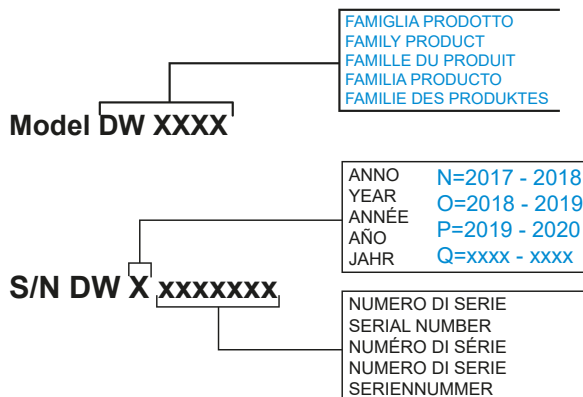 FAMIGLIA PRODOTTO
FAMILY PRODUCT
FAMILLE DU PRODUIT
FAMILIA PRODUCTO
FAMILIE DES PRODUKTES
Model DW XXXX
ANNO
YEAR
ANNÉE
AÑO
JAHR
N=2017 - 2018
O=2018 - 2019
P=2019 - 2020
Q=xxxx - xxxx
S/N DW X xxxxxxx
NUMERO DI SERIE
SERIAL NUMBER
NUMÉRO DI SÉRIE
NUMERO DI SERIE
SERIENNUMMER